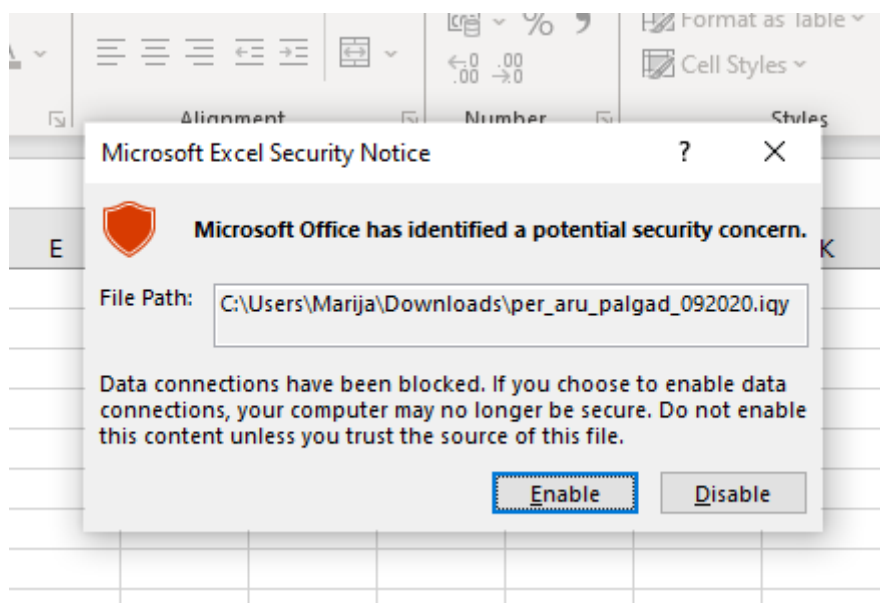 Format as Table
%
.00
.00
Cell Styles
Alignment
Number
Styles
Microsoft Excel Security Notice ?
Microsoft Office has identified a potential security concern.
E
K
File Path: C:\Users\Marija\Downloads\per_aru_palgad_092020.iqy
Data connections have been blocked. If you choose to enable data
connections, your computer may no longer be secure. Do not enable
this content unless you trust the source of this file.
Enable Disable